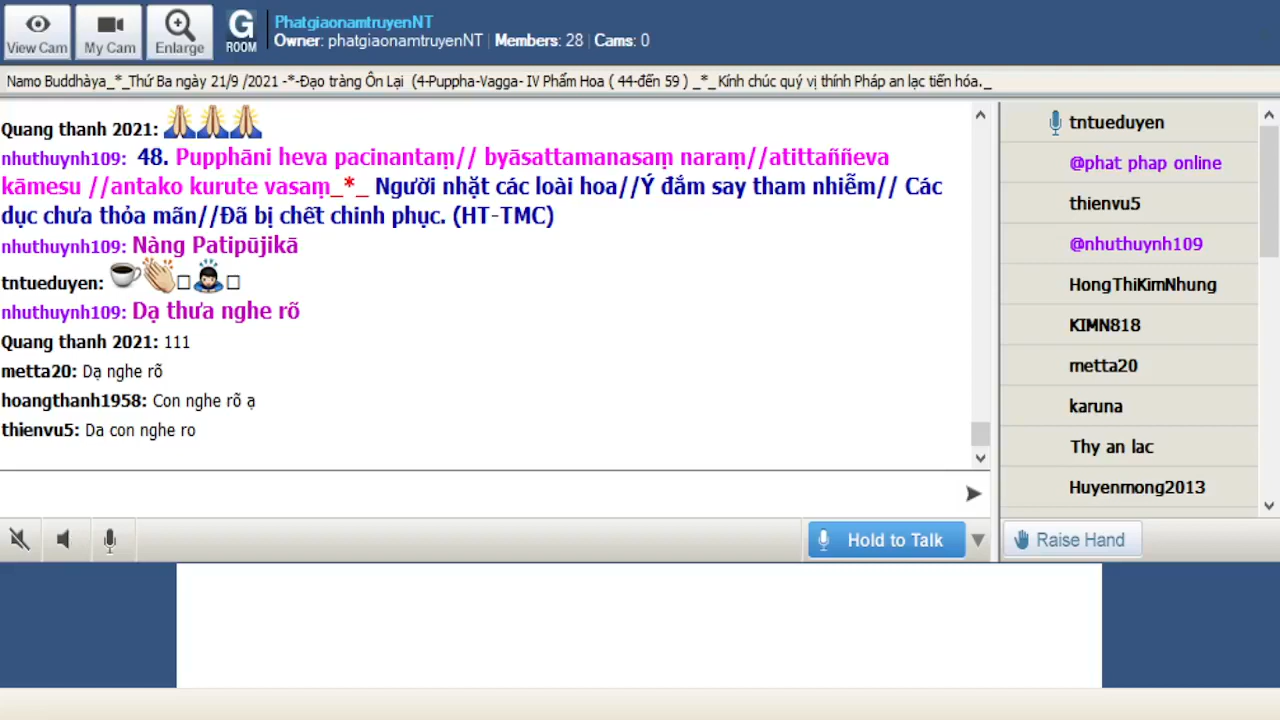 View Cam
My Cam
Enlarge
G
ROOM
PhatgiaonamtruyenNT
Owner: phatgiaonamtruyenNT | Members: 28 | Cams: 0
Namo Buddhàya_*_Thứ Ba ngày 21/9 /2021 -*-Đạo tràng Ôn Lại (4-Puppha-Vagga- IV Phẩm Hoa ( 44-đến 59 ) _*_ Kính chúc quý vị thính Pháp an lạc tiến hóa._
Quang thanh 2021: 🙏🙏🙏
nhuthuynh109: 48. Pupphāni heva pacinantaṃ// byāsattamanasaṃ naraṃ//atittaññeva
kāmesu //antako kurute vasaṃ_*_ Người nhặt các loài hoa//Ý đắm say tham nhiễm// Các
dục chưa thỏa mãn//Đã bị chết chinh phục. (HT-TMC)
nhuthuynh109: Nàng Patipūjikā
tntueduyen:
nhuthuynh109: Dạ thưa nghe rõ
Quang thanh 2021: 111
metta20: Dạ nghe rõ
hoangthanh1958: Con nghe rõ ạ
thienvu5: Da con nghe ro
tntueduyen
@phat phap online
thienvu5
@nhuthuynh109
HongThiKimNhung
KIMN818
metta20
karuna
Thy an lac
Huyenmong2013
Hold to Talk
Raise Hand